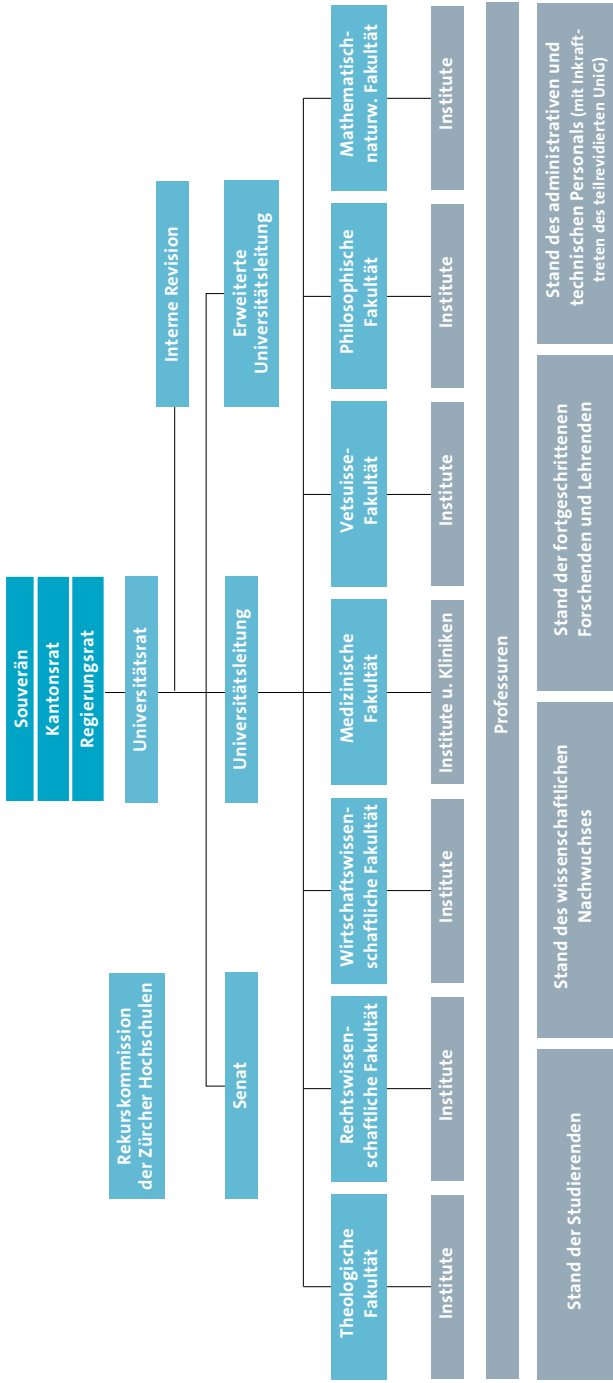 Souverän
Kantonsrat
Regierungsrat
Rekurskommission
der Zürcher Hochschulen
Universitätsrat
Interne Revision
Senat
Universitätsleitung
Erweiterte
Universitätsleitung
Theologische
Fakultät
Rechtswissen-
schaftliche Fakultät
Wirtschaftswissen-
schaftliche Fakultät
Medizinische
Fakultät
Vetsuisse-
Fakultät
Philosophische
Fakultät
Mathematisch-
naturw. Fakultät
Institute
Institute
Institute
Institute u. Kliniken
Institute
Institute
Institute
Professuren
Stand der Studierenden
Stand des wissenschaftlichen
Nachwuchses
Stand der fortgeschrittenen
Forschenden und Lehrenden
Stand des administrativen und
technischen Personals (mit Inkraft-
treten des teilrevidierten UniG)